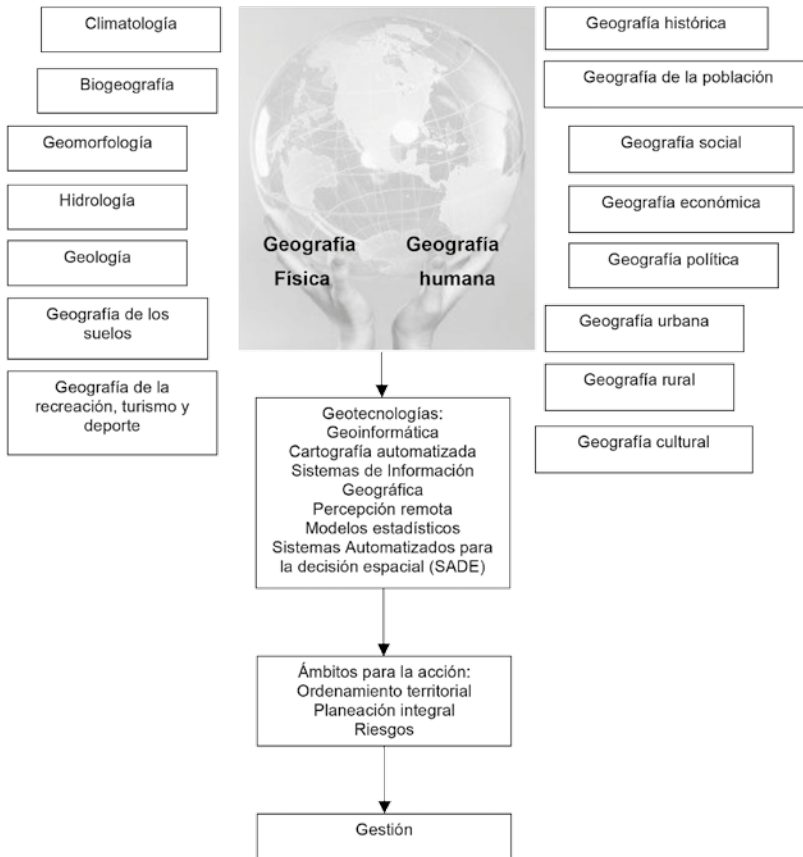 Climatología
Biogeografía
Geomorfología
Hidrología
Geología
Geografía de los
suelos
Geografía de la
recreación, turismo y
deporte
Geografía
Física
Geografía
humana
Geografía histórica
Geografía de la población
Geografía social
Geografía económica
Geografía política
Geografía urbana
Geografía rural
Geografía cultural
Geotecnologías:
Geoinformática
Cartografía automatizada
Sistemas de Información
Geográfica
Percepción remota
Modelos estadísticos
Sistemas Automatizados para
la decisión espacial (SADE)
Ámbitos para la acción:
Ordenamiento territorial
Planeación integral
Riesgos
Gestión